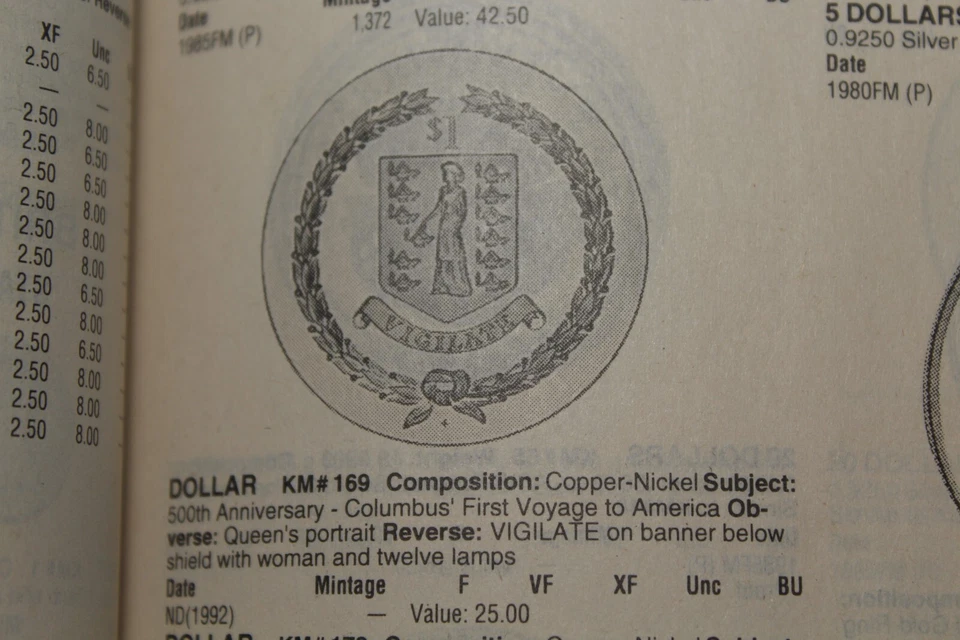 XF Unc
2.50 6.50
— —
2.50 8.00
2.50 6.50
2.50 6.50
2.50 8.00
2.50 8.00
2.50 8.00
2.50 6.50
2.50 8.00
2.50 6.50
2.50 8.00
2.50 8.00
2.50 8.00
Date
1985FM (P) 1,372 Value: 42.50
$1
VIGILATE
DOLLAR KM# 169 Composition: Copper-Nickel Subject:
500th Anniversary - Columbus' First Voyage to America Ob-
verse: Queen's portrait Reverse: VIGILATE on banner below
shield with woman and twelve lamps
Date Mintage F VF XF Unc BU
ND(1992) — Value: 25.00
5 DOLLARS
0.9250 Silver
Date
1980FM (P)